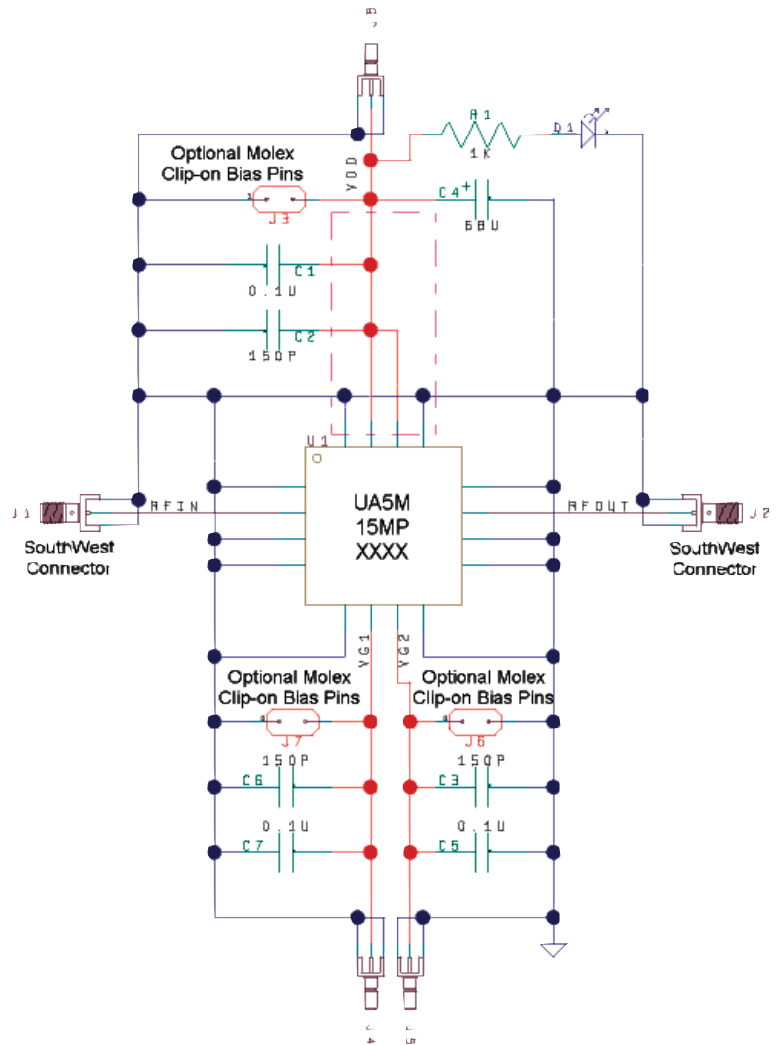 R1
D1
1K
Optional Molex
Clip-on Bias Pins
VDD
C4 +
68U
J3
C1
0.1U
C2
150P
U1
UA5M
15MP
XXXX
J1
RFIN
RFOUT
J2
SouthWest
Connector
SouthWest
Connector
VG1
VG2
Optional Molex
Clip-on Bias Pins
Optional Molex
Clip-on Bias Pins
J7
J6
150P
150P
C6
C3
0.1U
0.1U
C7
C5